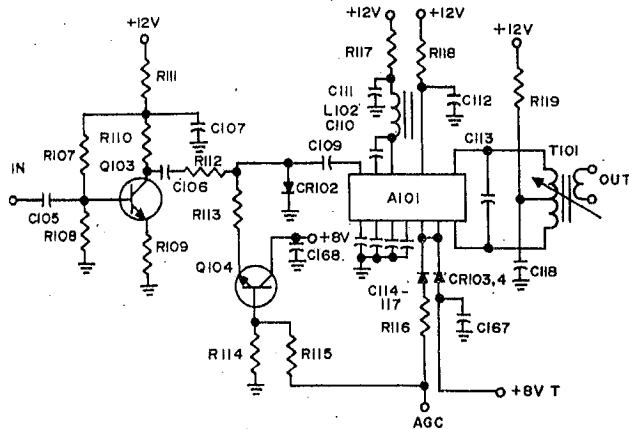 +12V +12V
+12V +12V
R117 R118
R111
C111 R119
L102
C110 C112
R110 C107
R107 C109 C113 T101
IN Q103 R112
C106 CR102 A101 OUT
C105
R113
R108 R109
+8V
C168 C118
Q104 C114- CR103,4
117
R116 C167
R114 R115
+8V T
AGC